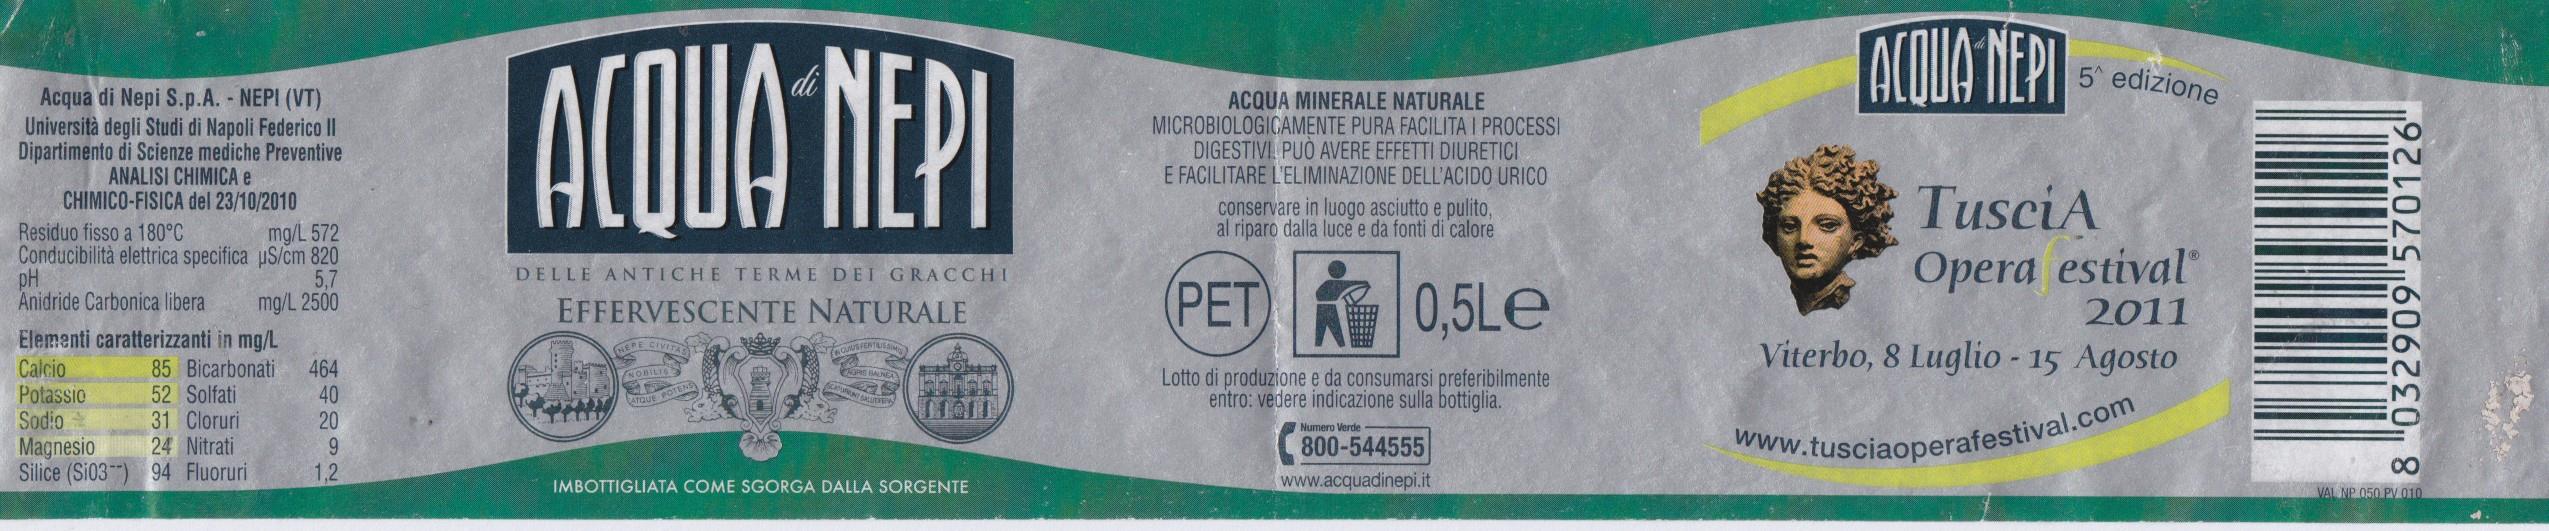 Acqua di Nepi S.p.A. - NEPI (VT)
Università degli Studi di Napoli Federico II
Dipartimento di Scienze mediche Preventive
ANALISI CHIMICA e
CHIMICO-FISICA del 23/10/2010
Residuo fisso a 180°C mg/L 572
Conducibilità elettrica specifica µS/cm 820
pH 5,7
Anidride Carbonica libera mg/L 2500
Elementi caratterizzanti in mg/L
Calcio 85 Bicarbonati 464
Potassio 52 Solfati 40
Sodio 31 Cloruri 20
Magnesio 24 Nitrati 9
Silice (SiO3--) 94 Fluoruri 1,2
ACQUA di NEPI
DELLE ANTICHE TERME DEI GRACCHI
EFFERVESCENTE NATURALE
NEPE CIVITAS
NOBILIS
ATQUE POTENS
IN CUIUS FERTILISSIMIS
AGRIS BALNEA
SCATURIUNT SALUTIFERA
IMBOTTIGLIATA COME SGORGA DALLA SORGENTE
ACQUA MINERALE NATURALE
MICROBIOLOGICAMENTE PURA FACILITA I PROCESSI
DIGESTIVI. PUÒ AVERE EFFETTI DIURETICI
E FACILITARE L'ELIMINAZIONE DELL'ACIDO URICO
conservare in luogo asciutto e pulito,
al riparo dalla luce e da fonti di calore
PET 0,5L e
Lotto di produzione e da consumarsi preferibilmente
entro: vedere indicazione sulla bottiglia.
Numero Verde
800-544555
www.acquadinepi.it
ACQUA di NEPI
5^ edizione
TusciA
Operafestival®
2011
Viterbo, 8 Luglio - 15 Agosto
www.tusciaoperafestival.com
8 032909 570126
VAL NP 050 PV 010